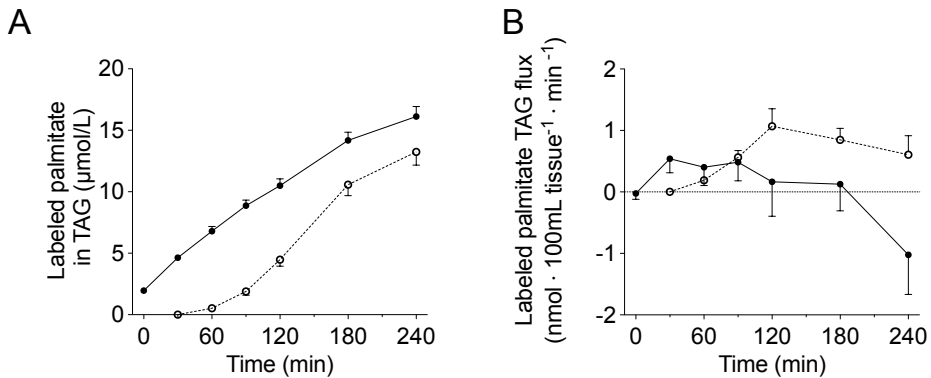 A
Labeled palmitate
in TAG (µmol/L)
20
15
10
5
0
0 60 120 180 240
Time (min)
B
Labeled palmitate TAG flux
(nmol · 100mL tissue⁻¹ · min⁻¹)
2
1
0
-1
-2
0 60 120 180 240
Time (min)